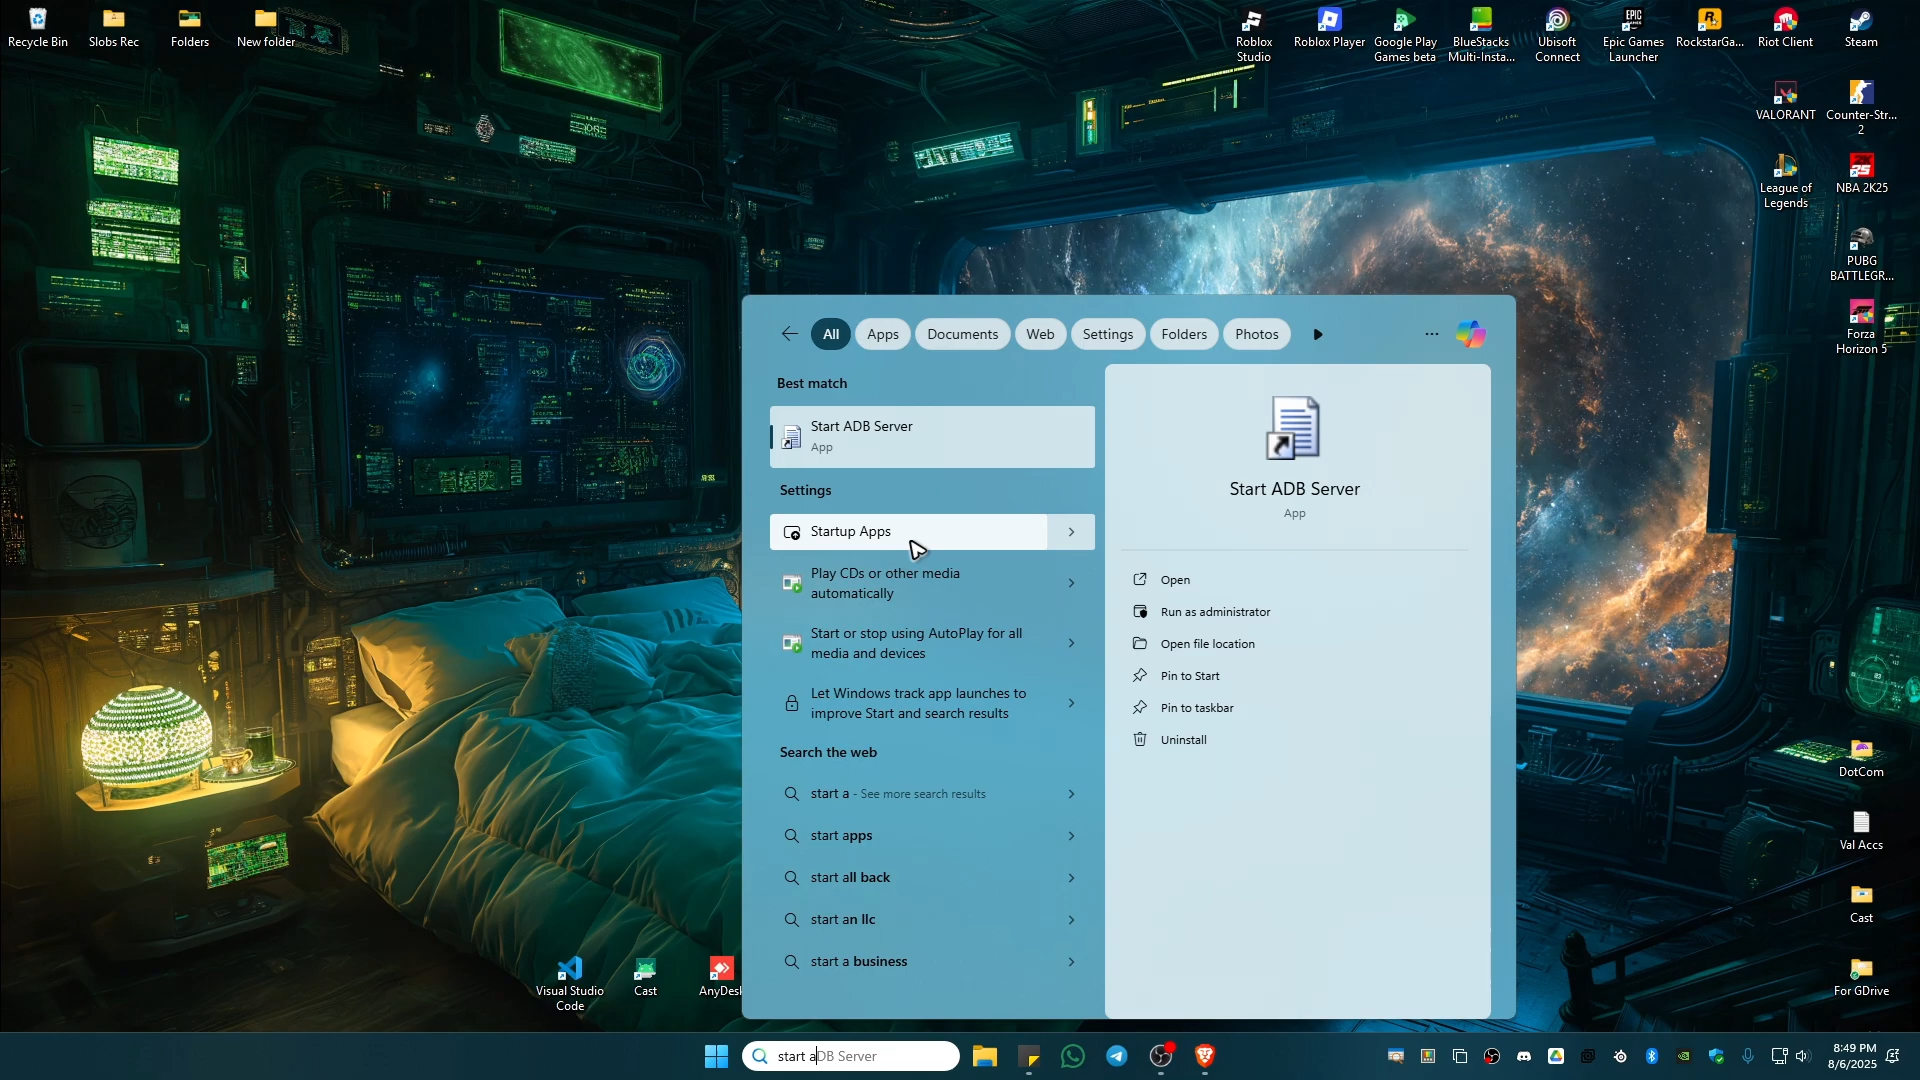 Recycle Bin
Slobs Rec
Folders
New folder
Roblox
Studio
Roblox Player
Google Play
Games beta
BlueStacks
Multi-Insta...
Ubisoft
Connect
Epic Games
Launcher
RockstarGa...
Riot Client
Steam
VALORANT
Counter-Str...
2
League of
Legends
NBA 2K25
PUBG
BATTLEGR...
Forza
Horizon 5
All
Apps
Documents
Web
Settings
Folders
Photos
Best match
Start ADB Server
App
Settings
Startup Apps
Play CDs or other media
automatically
Start or stop using AutoPlay for all
media and devices
Let Windows track app launches to
improve Start and search results
Search the web
start a - See more search results
start apps
start all back
start an llc
start a business
Start ADB Server
App
Open
Run as administrator
Open file location
Pin to Start
Pin to taskbar
Uninstall
DotCom
Val Accs
Cast
For GDrive
Visual Studio
Code
Cast
AnyDesk
start aDB Server
8:49 PM
8/6/2025